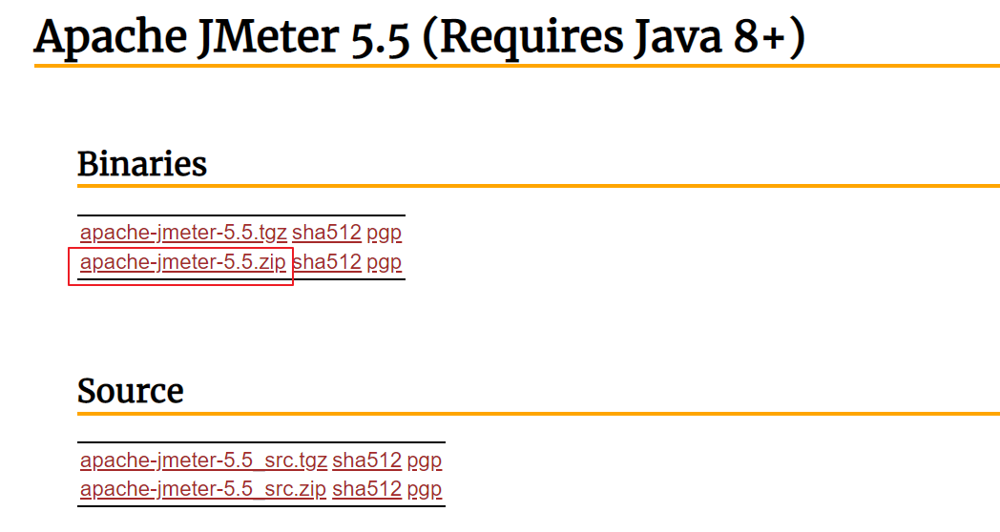 Apache JMeter 5.5 (Requires Java 8+)
Binaries
apache-jmeter-5.5.tgz sha512 pgp
apache-jmeter-5.5.zip sha512 pgp
Source
apache-jmeter-5.5_src.tgz sha512 pgp
apache-jmeter-5.5_src.zip sha512 pgp